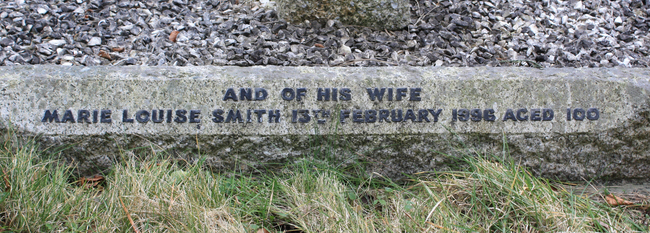 AND OF HIS WIFE
MARIE LOUISE SMITH 13TH FEBRUARY 1996 AGED 100